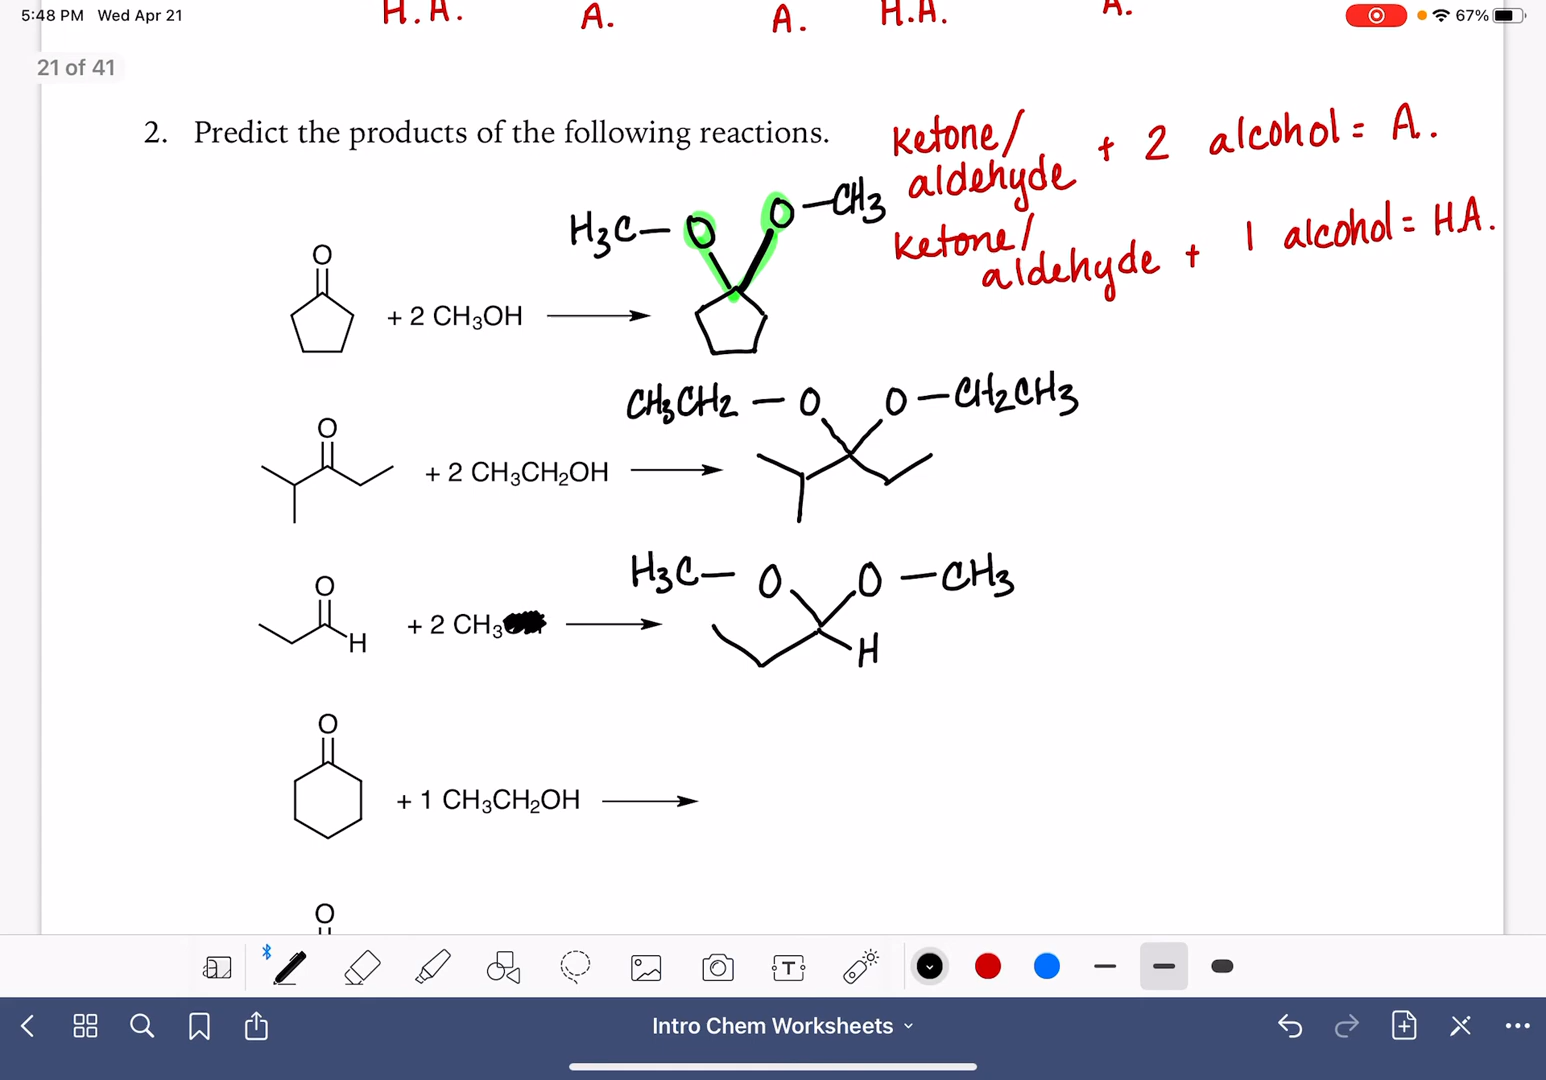 5:48 PM Wed Apr 21
67%
H.A. A. A. H.A. A.
21 of 41
2. Predict the products of the following reactions.
Ketone/
aldehyde + 2 alcohol = A.
Ketone/
aldehyde + 1 alcohol = H.A.
O
+ 2 CH₃OH
H₃C—O O—CH₃
O
+ 2 CH₃CH₂OH
CH₃CH₂—O O—CH₂CH₃
O
H
+ 2 CH₃
H₃C—O O—CH₃
H
O
+ 1 CH₃CH₂OH
O
a
T
Intro Chem Worksheets